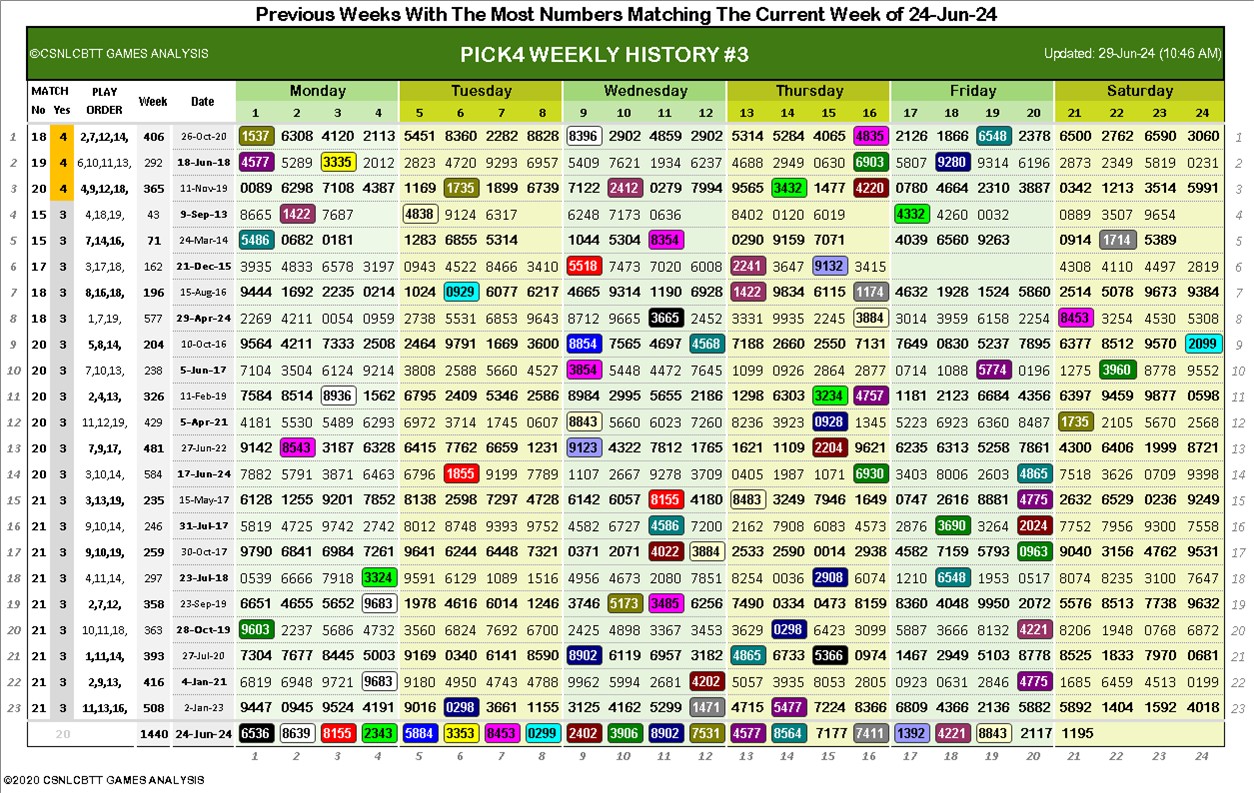 Previous Weeks With The Most Numbers Matching The Current Week of 24-Jun-24
©CSNLCBTT GAMES ANALYSIS PICK4 WEEKLY HISTORY #3 Updated: 29-Jun-24 (10:46 AM)
MATCH PLAY Week Date Monday Tuesday Wednesday Thursday Friday Saturday
No Yes ORDER 1 2 3 4 5 6 7 8 9 10 11 12 13 14 15 16 17 18 19 20 21 22 23 24
1 18 4 2,7,12,14, 406 26-Oct-20 1537 6308 4120 2113 5451 8360 2282 8828 8396 2902 4859 2902 5314 5284 4065 4835 2126 1866 6548 2378 6500 2762 6590 3060 1
2 19 4 6,10,11,13, 292 18-Jun-18 4577 5289 3335 2012 2823 4720 9293 6957 5409 7621 1934 6237 4688 2949 0630 6903 5807 9280 9314 6196 2873 2349 5819 0231 2
3 20 4 4,9,12,18, 365 11-Nov-19 0089 6298 7108 4387 1169 1735 1899 6739 7122 2412 0279 7994 9565 3432 1477 4220 0780 4664 2310 3887 0342 1213 3514 5991 3
4 15 3 4,18,19, 43 9-Sep-13 8665 1422 7687 4838 9124 6317 6248 7173 0636 8402 0120 6019 4332 4260 0032 0889 3507 9654 4
5 15 3 7,14,16, 71 24-Mar-14 5486 0682 0181 1283 6855 5314 1044 5304 8354 0290 9159 7071 4039 6560 9263 0914 1714 5389 5
6 17 3 3,17,18, 162 21-Dec-15 3935 4833 6578 3197 0943 4522 8466 3410 5518 7473 7020 6008 2241 3647 9132 3415 4308 4110 4497 2819 6
7 18 3 8,16,18, 196 15-Aug-16 9444 1692 2235 0214 1024 0929 6077 6217 4665 9314 1190 6928 1422 9834 6115 1174 4632 1928 1524 5860 2514 5078 9673 9384 7
8 18 3 1,7,19, 577 29-Apr-24 2269 4211 0054 0959 2738 5531 6853 9643 8712 9665 3665 2452 3331 9935 2245 3884 3014 3959 6158 2254 8453 3254 4530 5308 8
9 20 3 5,8,14, 204 10-Oct-16 9564 4211 7333 2508 2464 9791 1669 3600 8854 7565 4697 4568 7188 2660 2550 7131 7649 0830 5237 7895 6377 8512 9570 2099 9
10 20 3 7,10,13, 238 5-Jun-17 7104 3504 6124 9214 3808 2588 5660 4527 3854 5448 4472 7645 1099 0926 2864 2877 0714 1088 5774 0196 1275 3960 8778 9552 10
11 20 3 2,4,13, 326 11-Feb-19 7584 8514 8936 1562 6795 2409 5346 2586 8984 2995 5655 2186 1298 6303 3234 4757 1181 2123 6684 4356 6397 9459 9877 0598 11
12 20 3 11,12,19, 429 5-Apr-21 4181 5530 5489 6293 6972 3714 1745 0607 8843 5660 6023 7260 8236 3923 0928 1345 5223 6923 6360 8487 1735 2105 5670 2568 12
13 20 3 7,9,17, 481 27-Jun-22 9142 8543 3187 6328 6415 7762 6659 1231 9123 4322 7812 1765 1621 1109 2204 9621 6235 6313 5258 7861 4300 6406 1999 8721 13
14 20 3 3,10,14, 584 17-Jun-24 7882 5791 3871 6463 6796 1855 9199 7789 1107 2667 9278 3709 0405 1987 1071 6930 3403 8006 2603 4865 7518 3626 0709 9398 14
15 21 3 3,13,19, 235 15-May-17 6128 1255 9201 7852 8138 2598 7297 4728 6142 6057 8155 4180 8483 3249 7946 1649 0747 2616 8881 4775 2632 6529 0236 9249 15
16 21 3 9,10,14, 246 31-Jul-17 5819 4725 9742 2742 8012 8748 9393 9752 4582 6727 4586 7200 2162 7908 6083 4573 2876 3690 3264 2024 7752 7956 9300 7558 16
17 21 3 9,10,19, 259 30-Oct-17 9790 6841 6984 7261 9641 6244 6448 7321 0371 2071 4022 3884 2533 2590 0014 2938 4582 7159 5793 0963 9040 3156 4762 9531 17
18 21 3 4,11,14, 297 23-Jul-18 0539 6666 7918 3324 9591 6129 1089 1516 4956 4673 2080 7851 8254 0036 2908 6074 1210 6548 1953 0517 8074 8235 3100 7647 18
19 21 3 2,7,12, 358 23-Sep-19 6651 4655 5652 9683 1978 4616 6014 1246 3746 5173 3485 6256 7490 0334 0473 8159 8360 4048 9950 2072 5576 8513 7738 9632 19
20 21 3 10,11,18, 363 28-Oct-19 9603 2237 5686 4732 3560 6824 7692 6700 2425 4898 3367 3453 3629 0298 6423 3099 5887 3666 8132 4221 8206 1948 0768 6872 20
21 21 3 1,11,14, 393 27-Jul-20 7304 7677 8445 5003 9169 0340 6141 8590 8902 6119 6957 3182 4865 6733 5366 0974 1467 2949 5103 8778 8525 1833 7970 0681 21
22 21 3 2,9,13, 416 4-Jan-21 6819 6948 9721 9683 9180 4950 4743 4788 9962 5994 2681 4202 5057 3935 8053 2805 0923 0631 2846 4775 1685 6459 4513 0199 22
23 21 3 11,13,16, 508 2-Jan-23 9447 0945 9524 4191 9016 0298 3661 1155 3125 4162 5299 1471 4715 5477 7224 8366 6809 4366 2136 5882 5892 1404 1592 4018 23
20 1440 24-Jun-24 6536 8639 8155 2343 5884 3353 8453 0299 2402 3906 8902 7531 4577 8564 7177 7411 1392 4221 8843 2117 1195
1 2 3 4 5 6 7 8 9 10 11 12 13 14 15 16 17 18 19 20 21 22 23 24
©2020 CSNLCBTT GAMES ANALYSIS